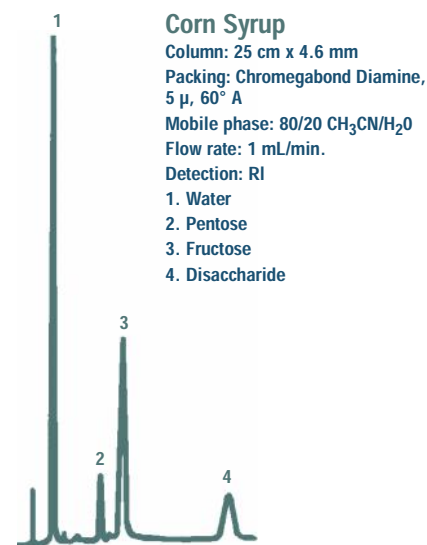 1
Corn Syrup
Column: 25 cm x 4.6 mm
Packing: Chromegabond Diamine,
5 µ, 60° A
Mobile phase: 80/20 CH₃CN/H₂0
Flow rate: 1 mL/min.
Detection: RI
1. Water
2. Pentose
3. Fructose
4. Disaccharide
3
2
4